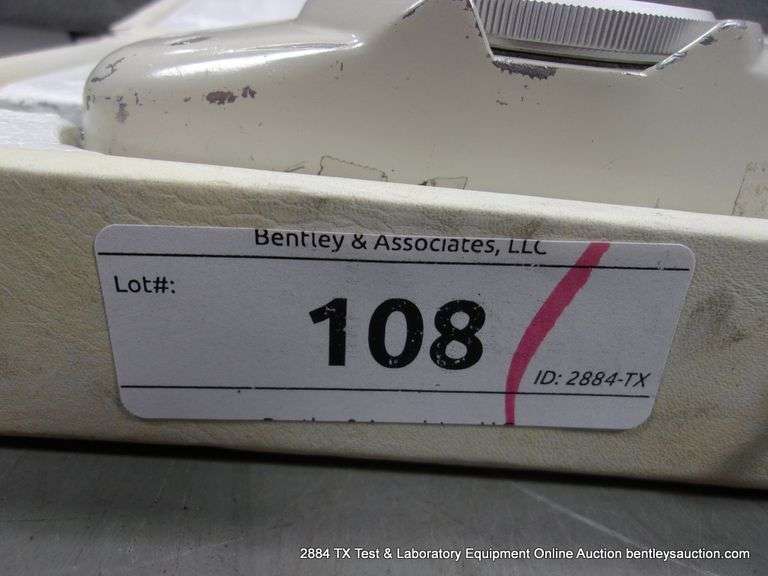 Bentley & Associates, LLC
Lot#:
108
ID: 2884-TX
2884 TX Test & Laboratory Equipment Online Auction bentleysauction.com